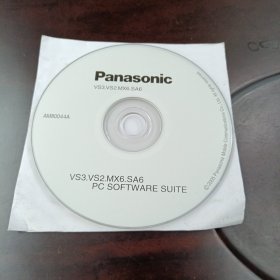 Panasonic
VS3.VS2.MX6.SA6
AM80044A
VS3.VS2.MX6.SA6
PC SOFTWARE SUITE